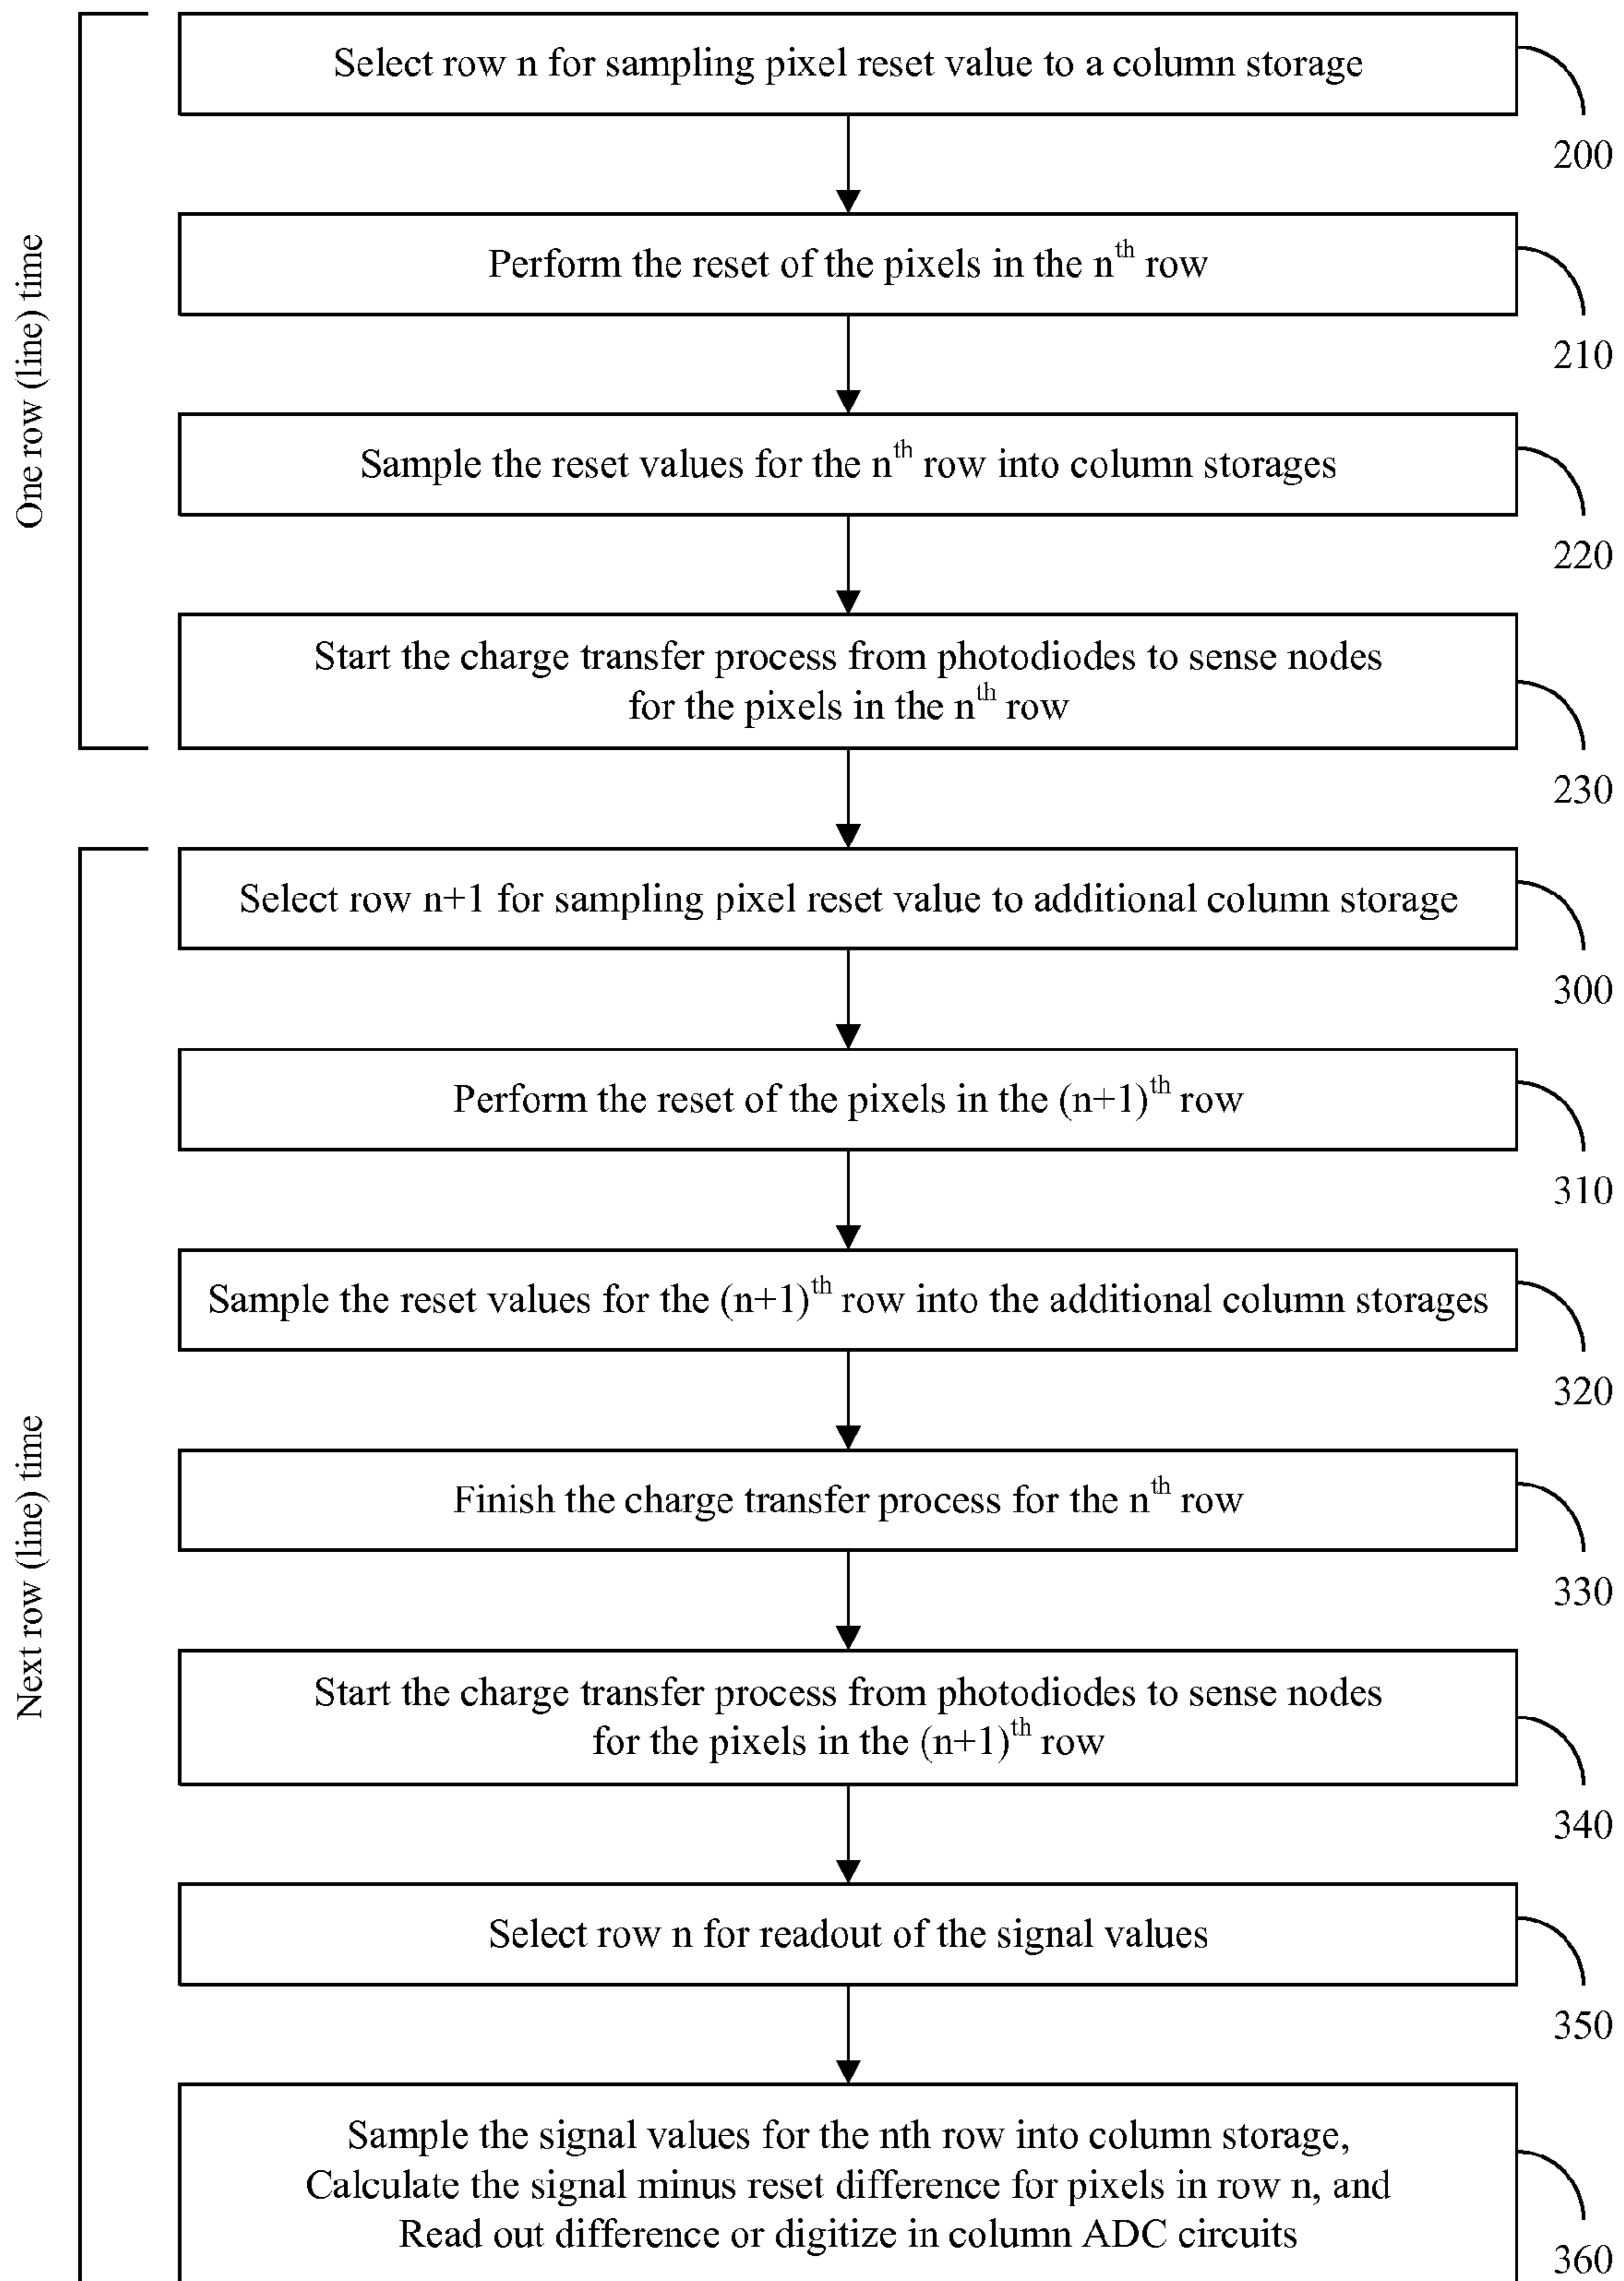 One row (line) time
Select row n for sampling pixel reset value to a column storage
200
Perform the reset of the pixels in the nth row
210
Sample the reset values for the nth row into column storages
220
Start the charge transfer process from photodiodes to sense nodes
for the pixels in the nth row
230
Next row (line) time
Select row n+1 for sampling pixel reset value to additional column storage
300
Perform the reset of the pixels in the (n+1)th row
310
Sample the reset values for the (n+1)th row into the additional column storages
320
Finish the charge transfer process for the nth row
330
Start the charge transfer process from photodiodes to sense nodes
for the pixels in the (n+1)th row
340
Select row n for readout of the signal values
350
Sample the signal values for the nth row into column storage,
Calculate the signal minus reset difference for pixels in row n, and
Read out difference or digitize in column ADC circuits
360